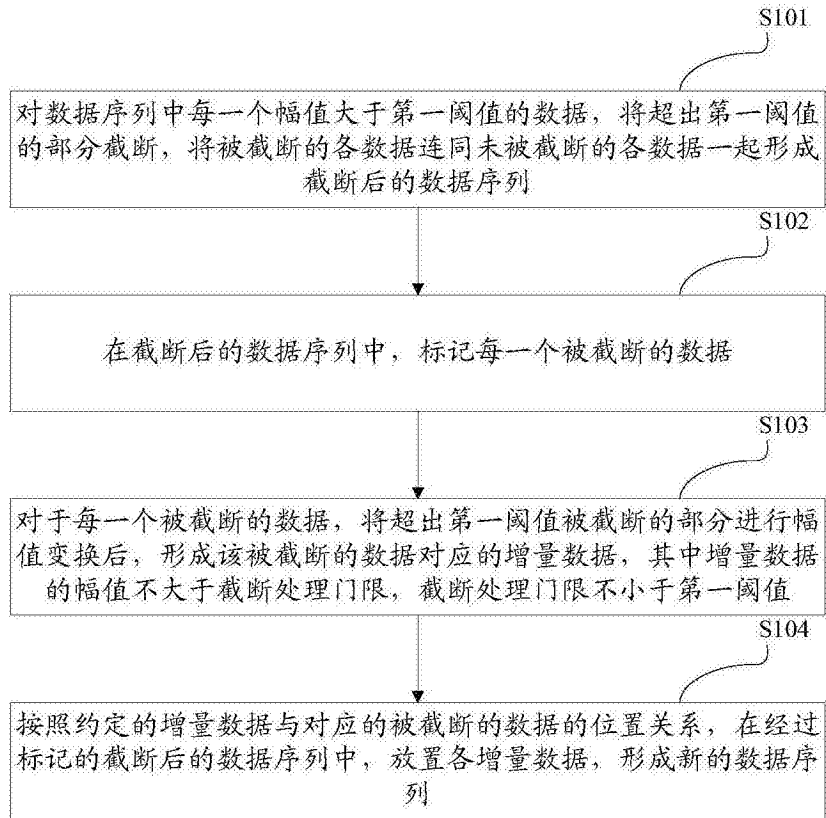 S101
对数据序列中每一个幅值大于第一阈值的数据，将超出第一阈值
的部分截断，将被截断的各数据连同未被截断的各数据一起形成
截断后的数据序列
S102
在截断后的数据序列中，标记每一个被截断的数据
S103
对于每一个被截断的数据，将超出第一阈值被截断的部分进行幅
值变换后，形成该被截断的数据对应的增量数据，其中增量数据
的幅值不大于截断处理门限，截断处理门限不小于第一阈值
S104
按照约定的增量数据与对应的被截断的数据的位置关系，在经过
标记的截断后的数据序列中，放置各增量数据，形成新的数据序
列